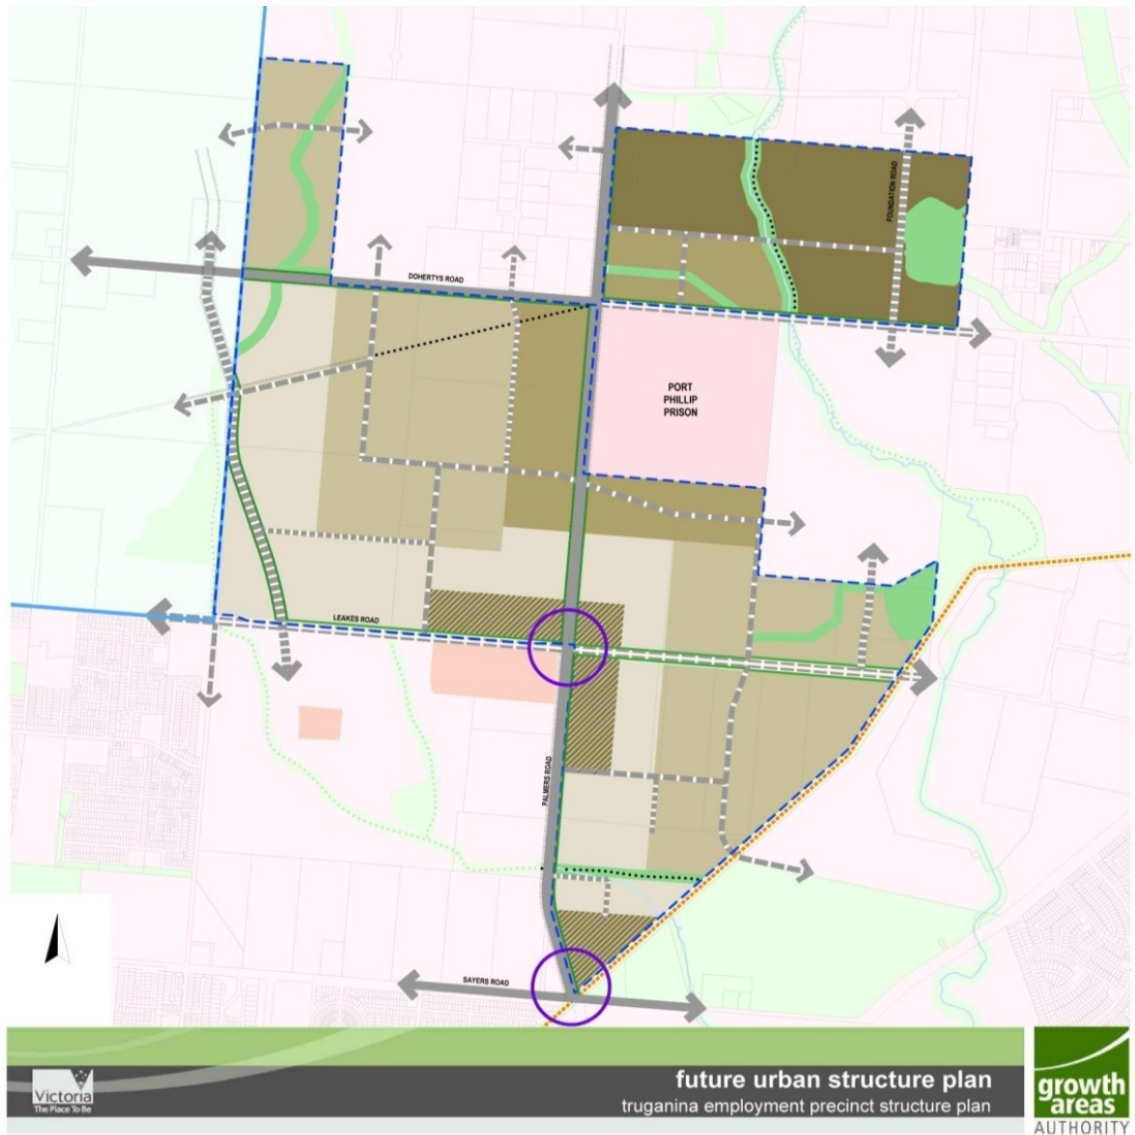 FOUNDATION ROAD
DOHERTYS ROAD
PORT
PHILLIP
PRISON
LEAKES ROAD
PALMERS ROAD
SAYERS ROAD
future urban structure plan
truganina employment precinct structure plan
Victoria
The Place To Be
growth
areas
AUTHORITY